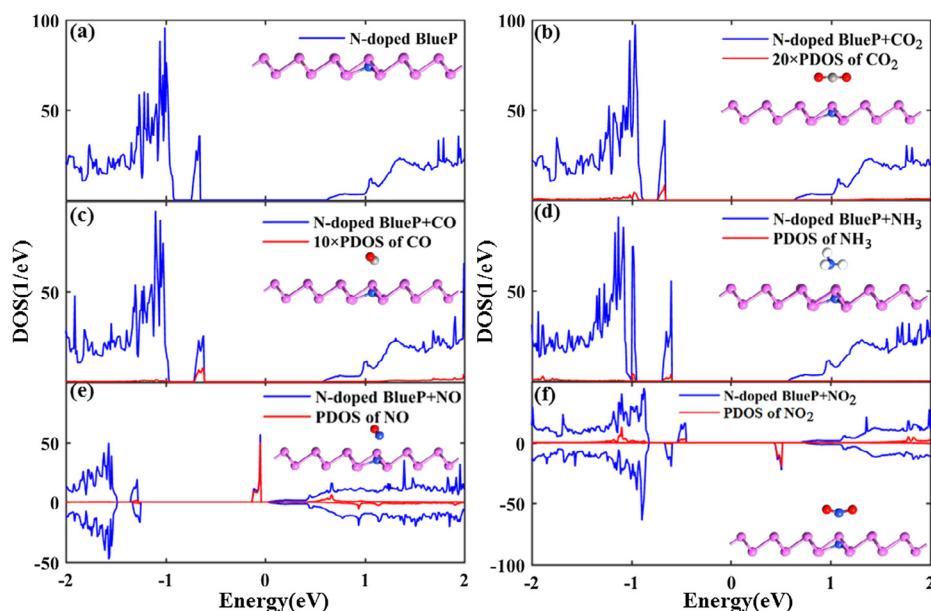 100
(a)
N-doped BlueP
50
(b)
N-doped BlueP+CO₂
20×PDOS of CO₂
50
(c)
N-doped BlueP+CO
10×PDOS of CO
50
(d)
N-doped BlueP+NH₃
PDOS of NH₃
50
DOS(1/eV)
DOS(1/eV)
(e)
N-doped BlueP+NO
PDOS of NO
50
0
-50
(f)
N-doped BlueP+NO₂
PDOS of NO₂
50
0
-50
-100
-2 -1 0 1 2
Energy(eV)
-2 -1 0 1 2
Energy(eV)